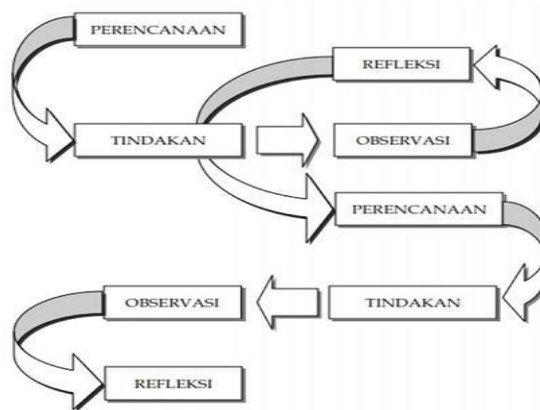 PERENCANAAN
REFLEKSI
TINDAKAN
OBSERVASI
PERENCANAAN
OBSERVASI
TINDAKAN
REFLEKSI